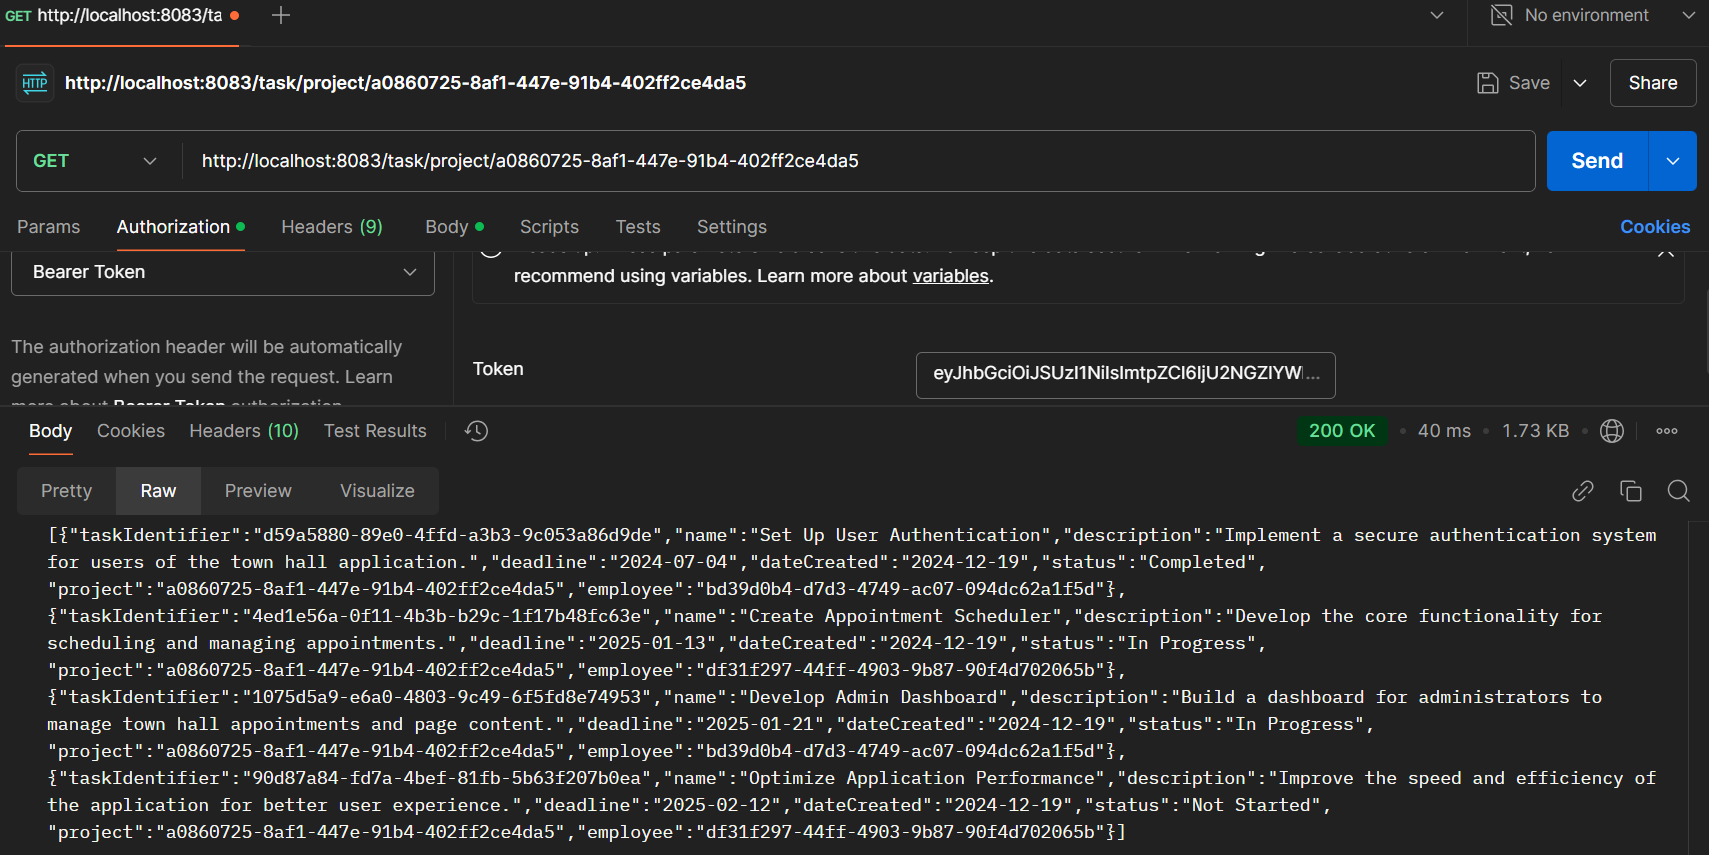 GET http://localhost:8083/ta
No environment
HTTP http://localhost:8083/task/project/a0860725-8af1-447e-91b4-402ff2ce4da5
Save
Share
GET http://localhost:8083/task/project/a0860725-8af1-447e-91b4-402ff2ce4da5
Send
Params Authorization Headers (9) Body Scripts Tests Settings Cookies
Bearer Token
recommend using variables. Learn more about variables.
The authorization header will be automatically
generated when you send the request. Learn
more about Bearer Token authorization.
Token
eyJhbGciOiJSUzI1NiIsImtpZCI6IjU2NGZlYW...
Body Cookies Headers (10) Test Results
200 OK • 40 ms • 1.73 KB
Pretty Raw Preview Visualize
[{"taskIdentifier":"d59a5880-89e0-4ffd-a3b3-9c053a86d9de","name":"Set Up User Authentication","description":"Implement a secure authentication system
for users of the town hall application.","deadline":"2024-07-04","dateCreated":"2024-12-19","status":"Completed",
"project":"a0860725-8af1-447e-91b4-402ff2ce4da5","employee":"bd39d0b4-d7d3-4749-ac07-094dc62a1f5d"},
{"taskIdentifier":"4ed1e56a-0f11-4b3b-b29c-1f17b48fc63e","name":"Create Appointment Scheduler","description":"Develop the core functionality for
scheduling and managing appointments.","deadline":"2025-01-13","dateCreated":"2024-12-19","status":"In Progress",
"project":"a0860725-8af1-447e-91b4-402ff2ce4da5","employee":"df31f297-44ff-4903-9b87-90f4d702065b"},
{"taskIdentifier":"1075d5a9-e6a0-4803-9c49-6f5fd8e74953","name":"Develop Admin Dashboard","description":"Build a dashboard for administrators to
manage town hall appointments and page content.","deadline":"2025-01-21","dateCreated":"2024-12-19","status":"In Progress",
"project":"a0860725-8af1-447e-91b4-402ff2ce4da5","employee":"bd39d0b4-d7d3-4749-ac07-094dc62a1f5d"},
{"taskIdentifier":"90d87a84-fd7a-4bef-81fb-5b63f207b0ea","name":"Optimize Application Performance","description":"Improve the speed and efficiency of
the application for better user experience.","deadline":"2025-02-12","dateCreated":"2024-12-19","status":"Not Started",
"project":"a0860725-8af1-447e-91b4-402ff2ce4da5","employee":"df31f297-44ff-4903-9b87-90f4d702065b"}]